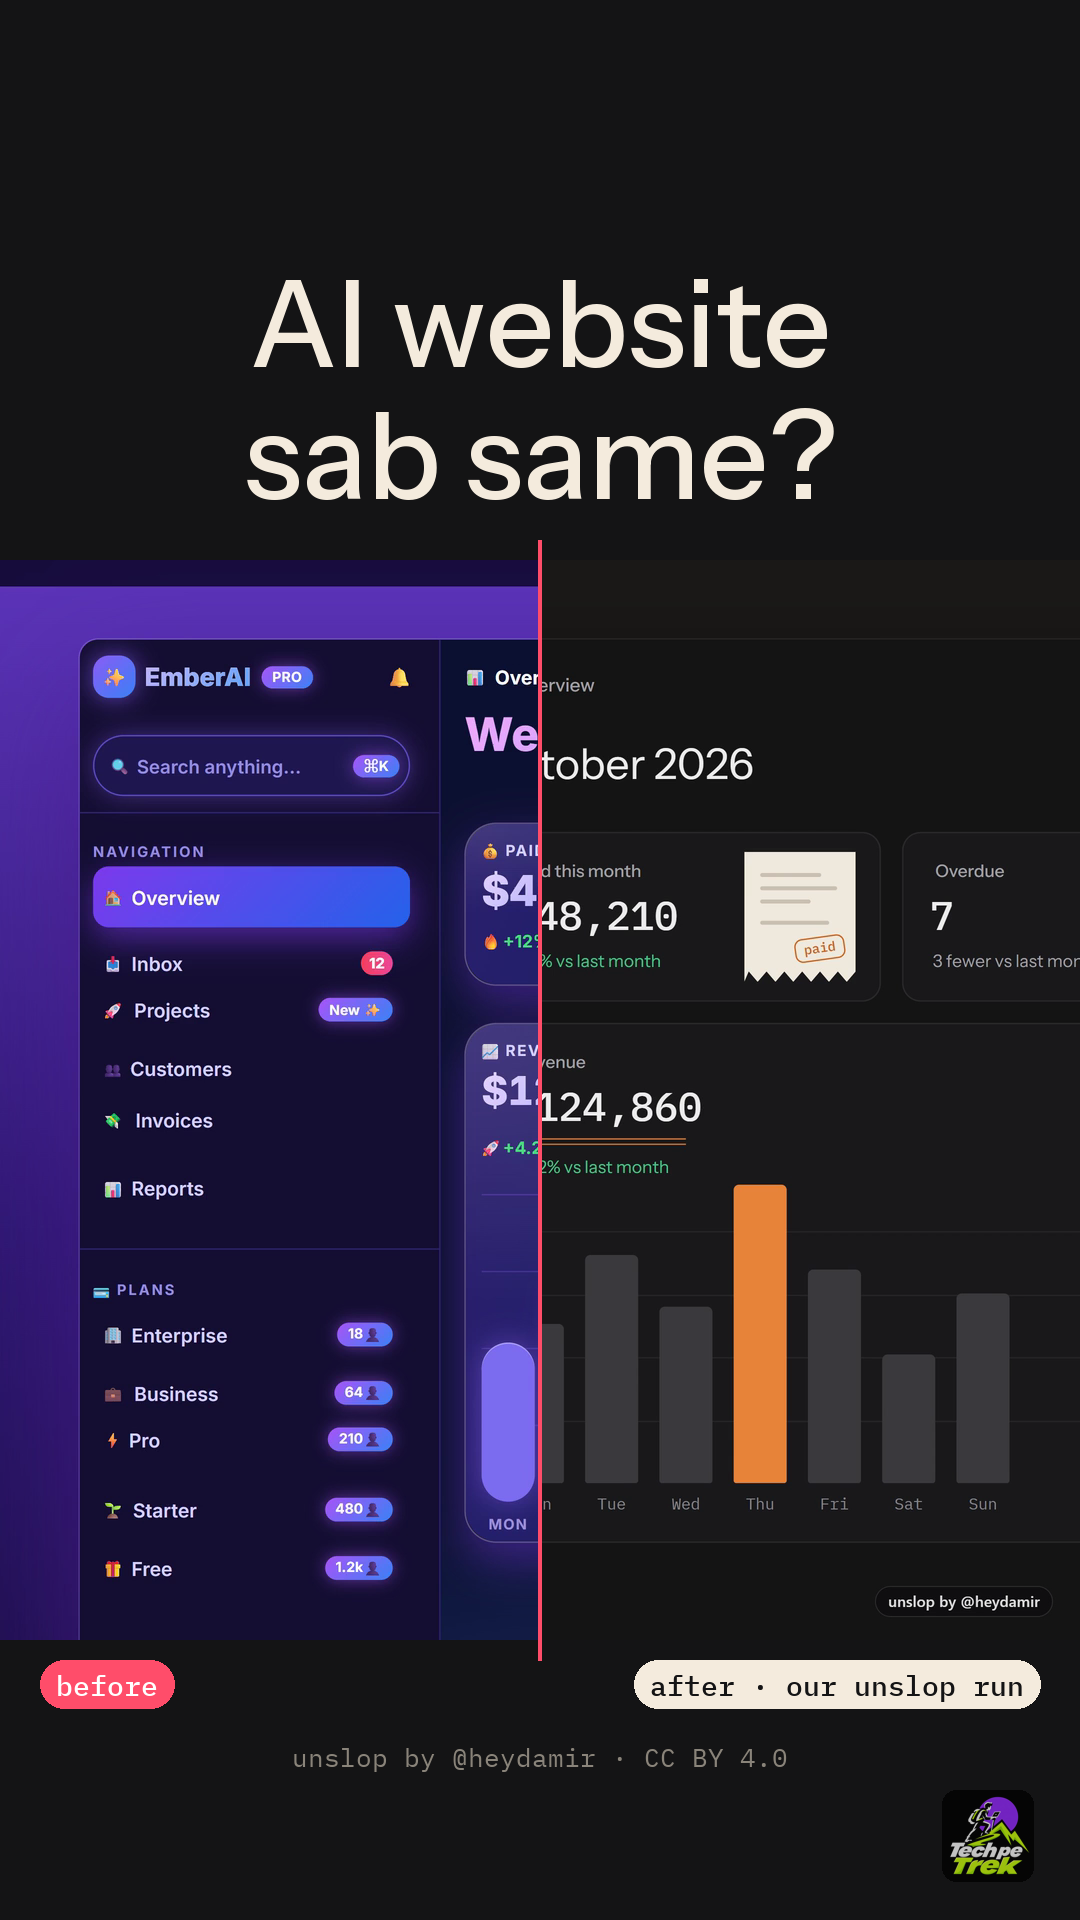 AI website
sab same?
EmberAI PRO
Search anything... ⌘K
NAVIGATION
Overview
Inbox 12
Projects New
Customers
Invoices
Reports
PLANS
Enterprise 18
Business 64
Pro 210
Starter 480
Free 1.2k
Over
We
PAI
$4
+12%
REV
$12
+4.2
MON
erview
tober 2026
d this month
48,210
% vs last month
paid
Overdue
7
3 fewer vs last mon
venue
124,860
2% vs last month
n Tue Wed Thu Fri Sat Sun
unslop by @heydamir
before
after · our unslop run
unslop by @heydamir · CC BY 4.0
Tech pe
Trek